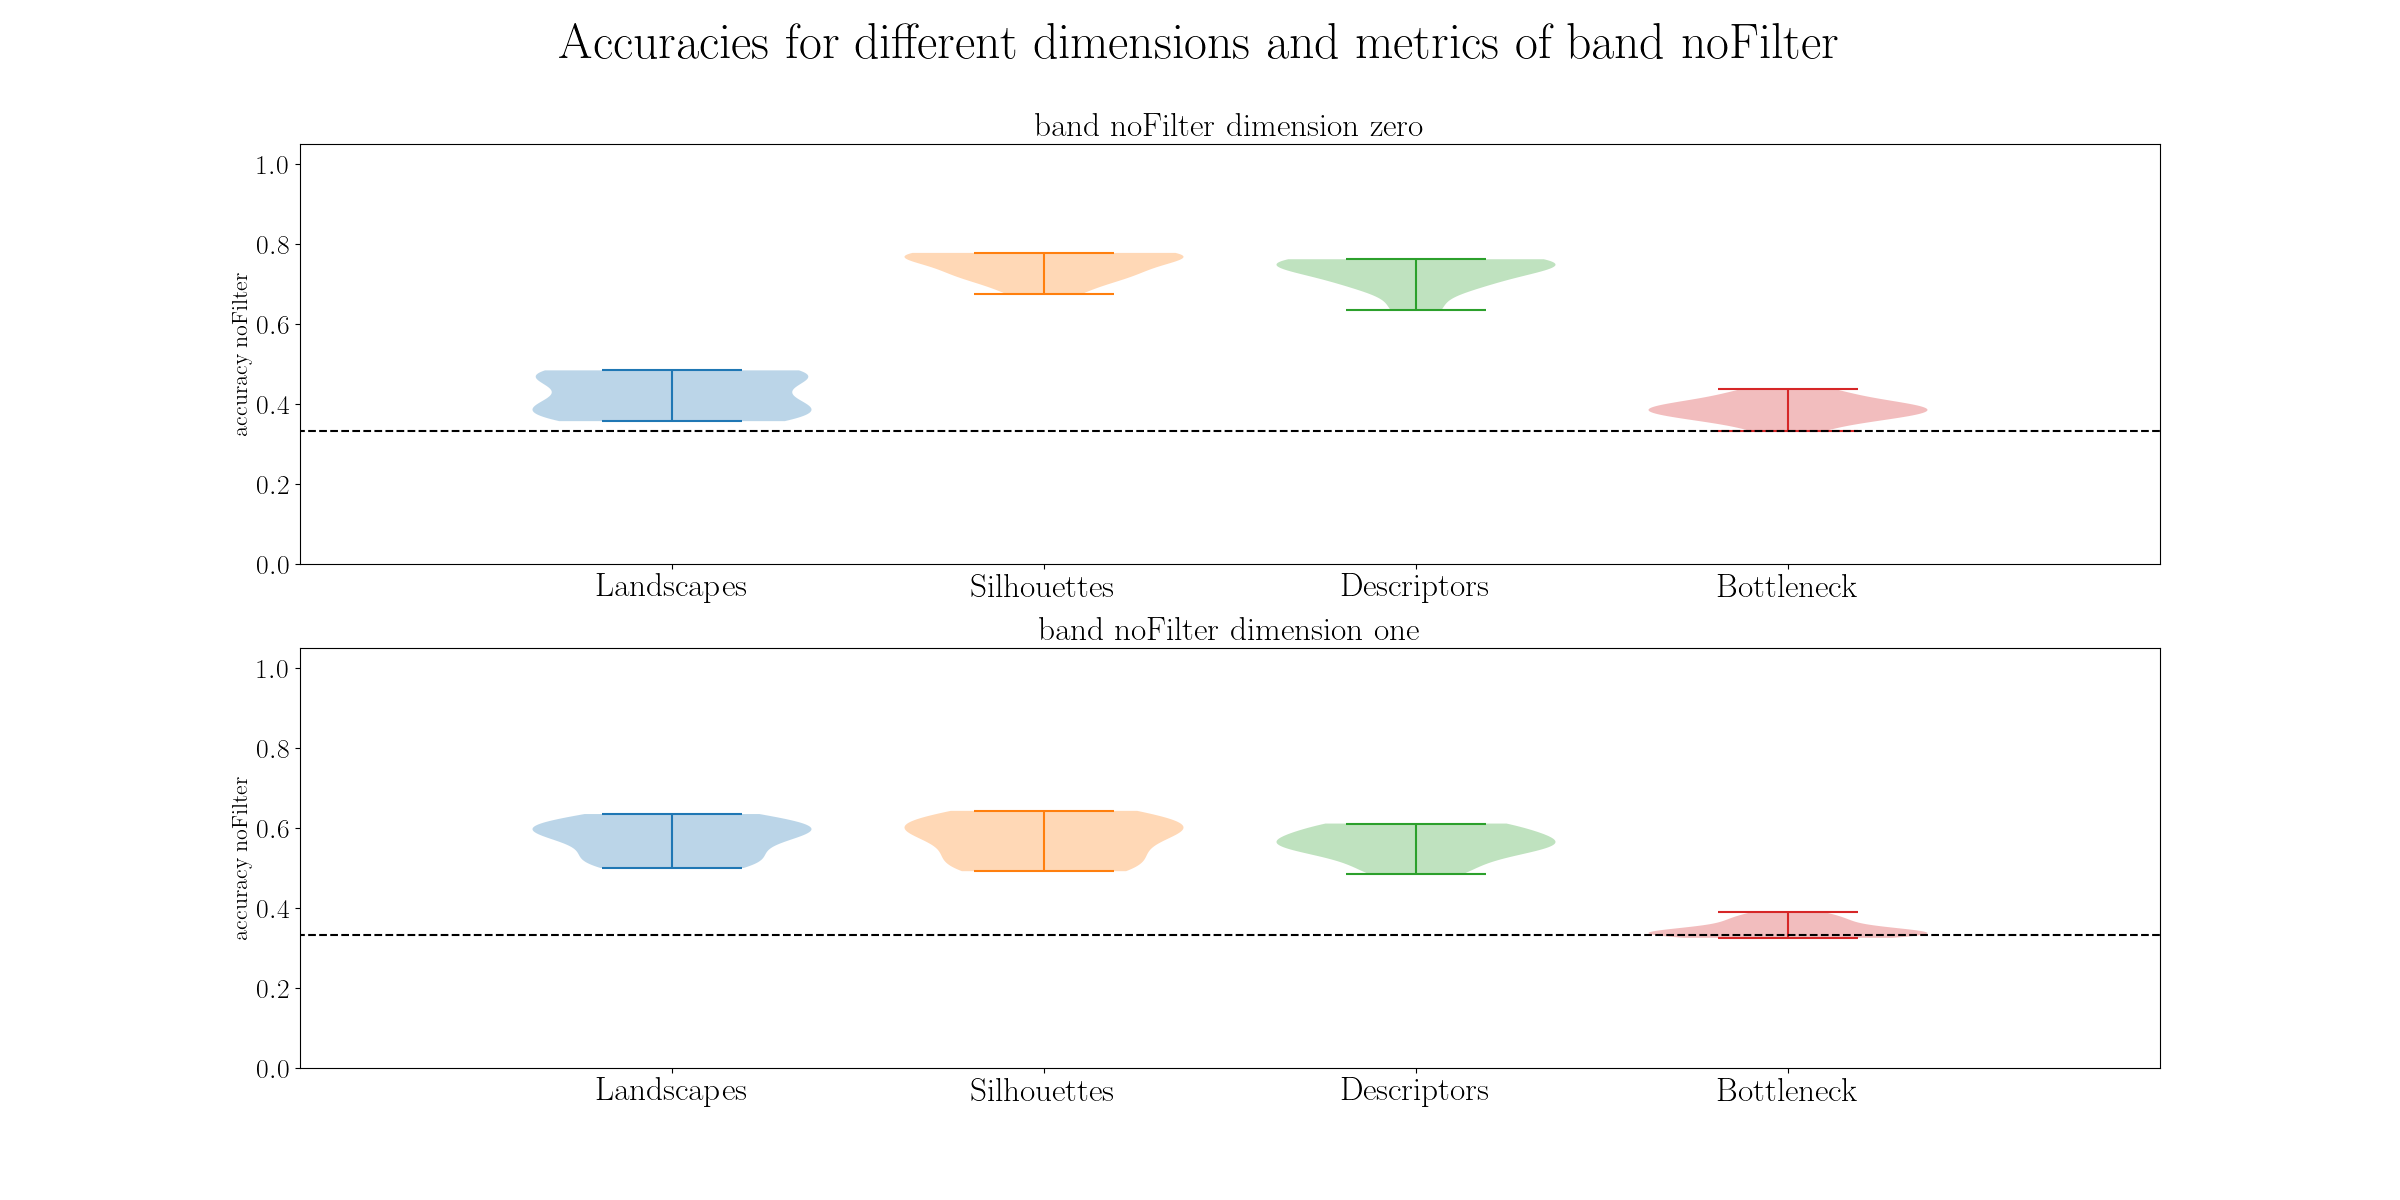 Accuracies for different dimensions and metrics of band noFilter
band noFilter dimension zero
accuracy noFilter
1.0
0.8
0.6
0.4
0.2
0.0
Landscapes Silhouettes Descriptors Bottleneck
band noFilter dimension one
accuracy noFilter
1.0
0.8
0.6
0.4
0.2
0.0
Landscapes Silhouettes Descriptors Bottleneck